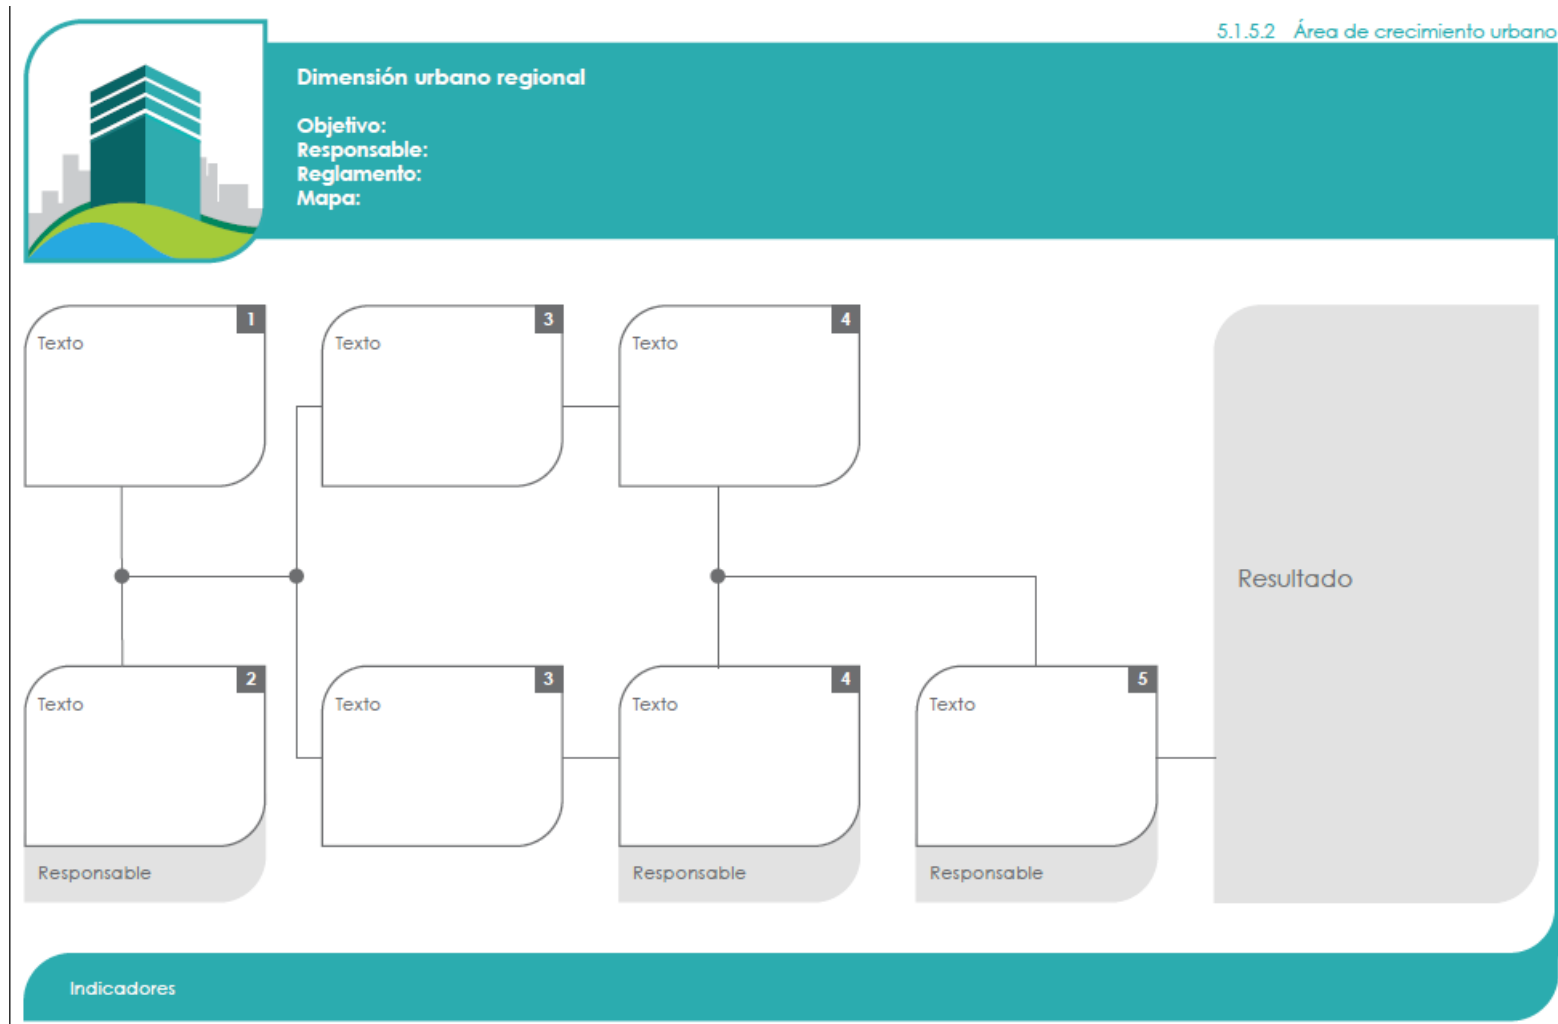 5.1.5.2 Área de crecimiento urbano
Dimensión urbano regional
Objetivo:
Responsable:
Reglamento:
Mapa:
1
Texto
3
Texto
4
Texto
Resultado
2
Texto
Responsable
3
Texto
4
Texto
Responsable
5
Texto
Responsable
Indicadores